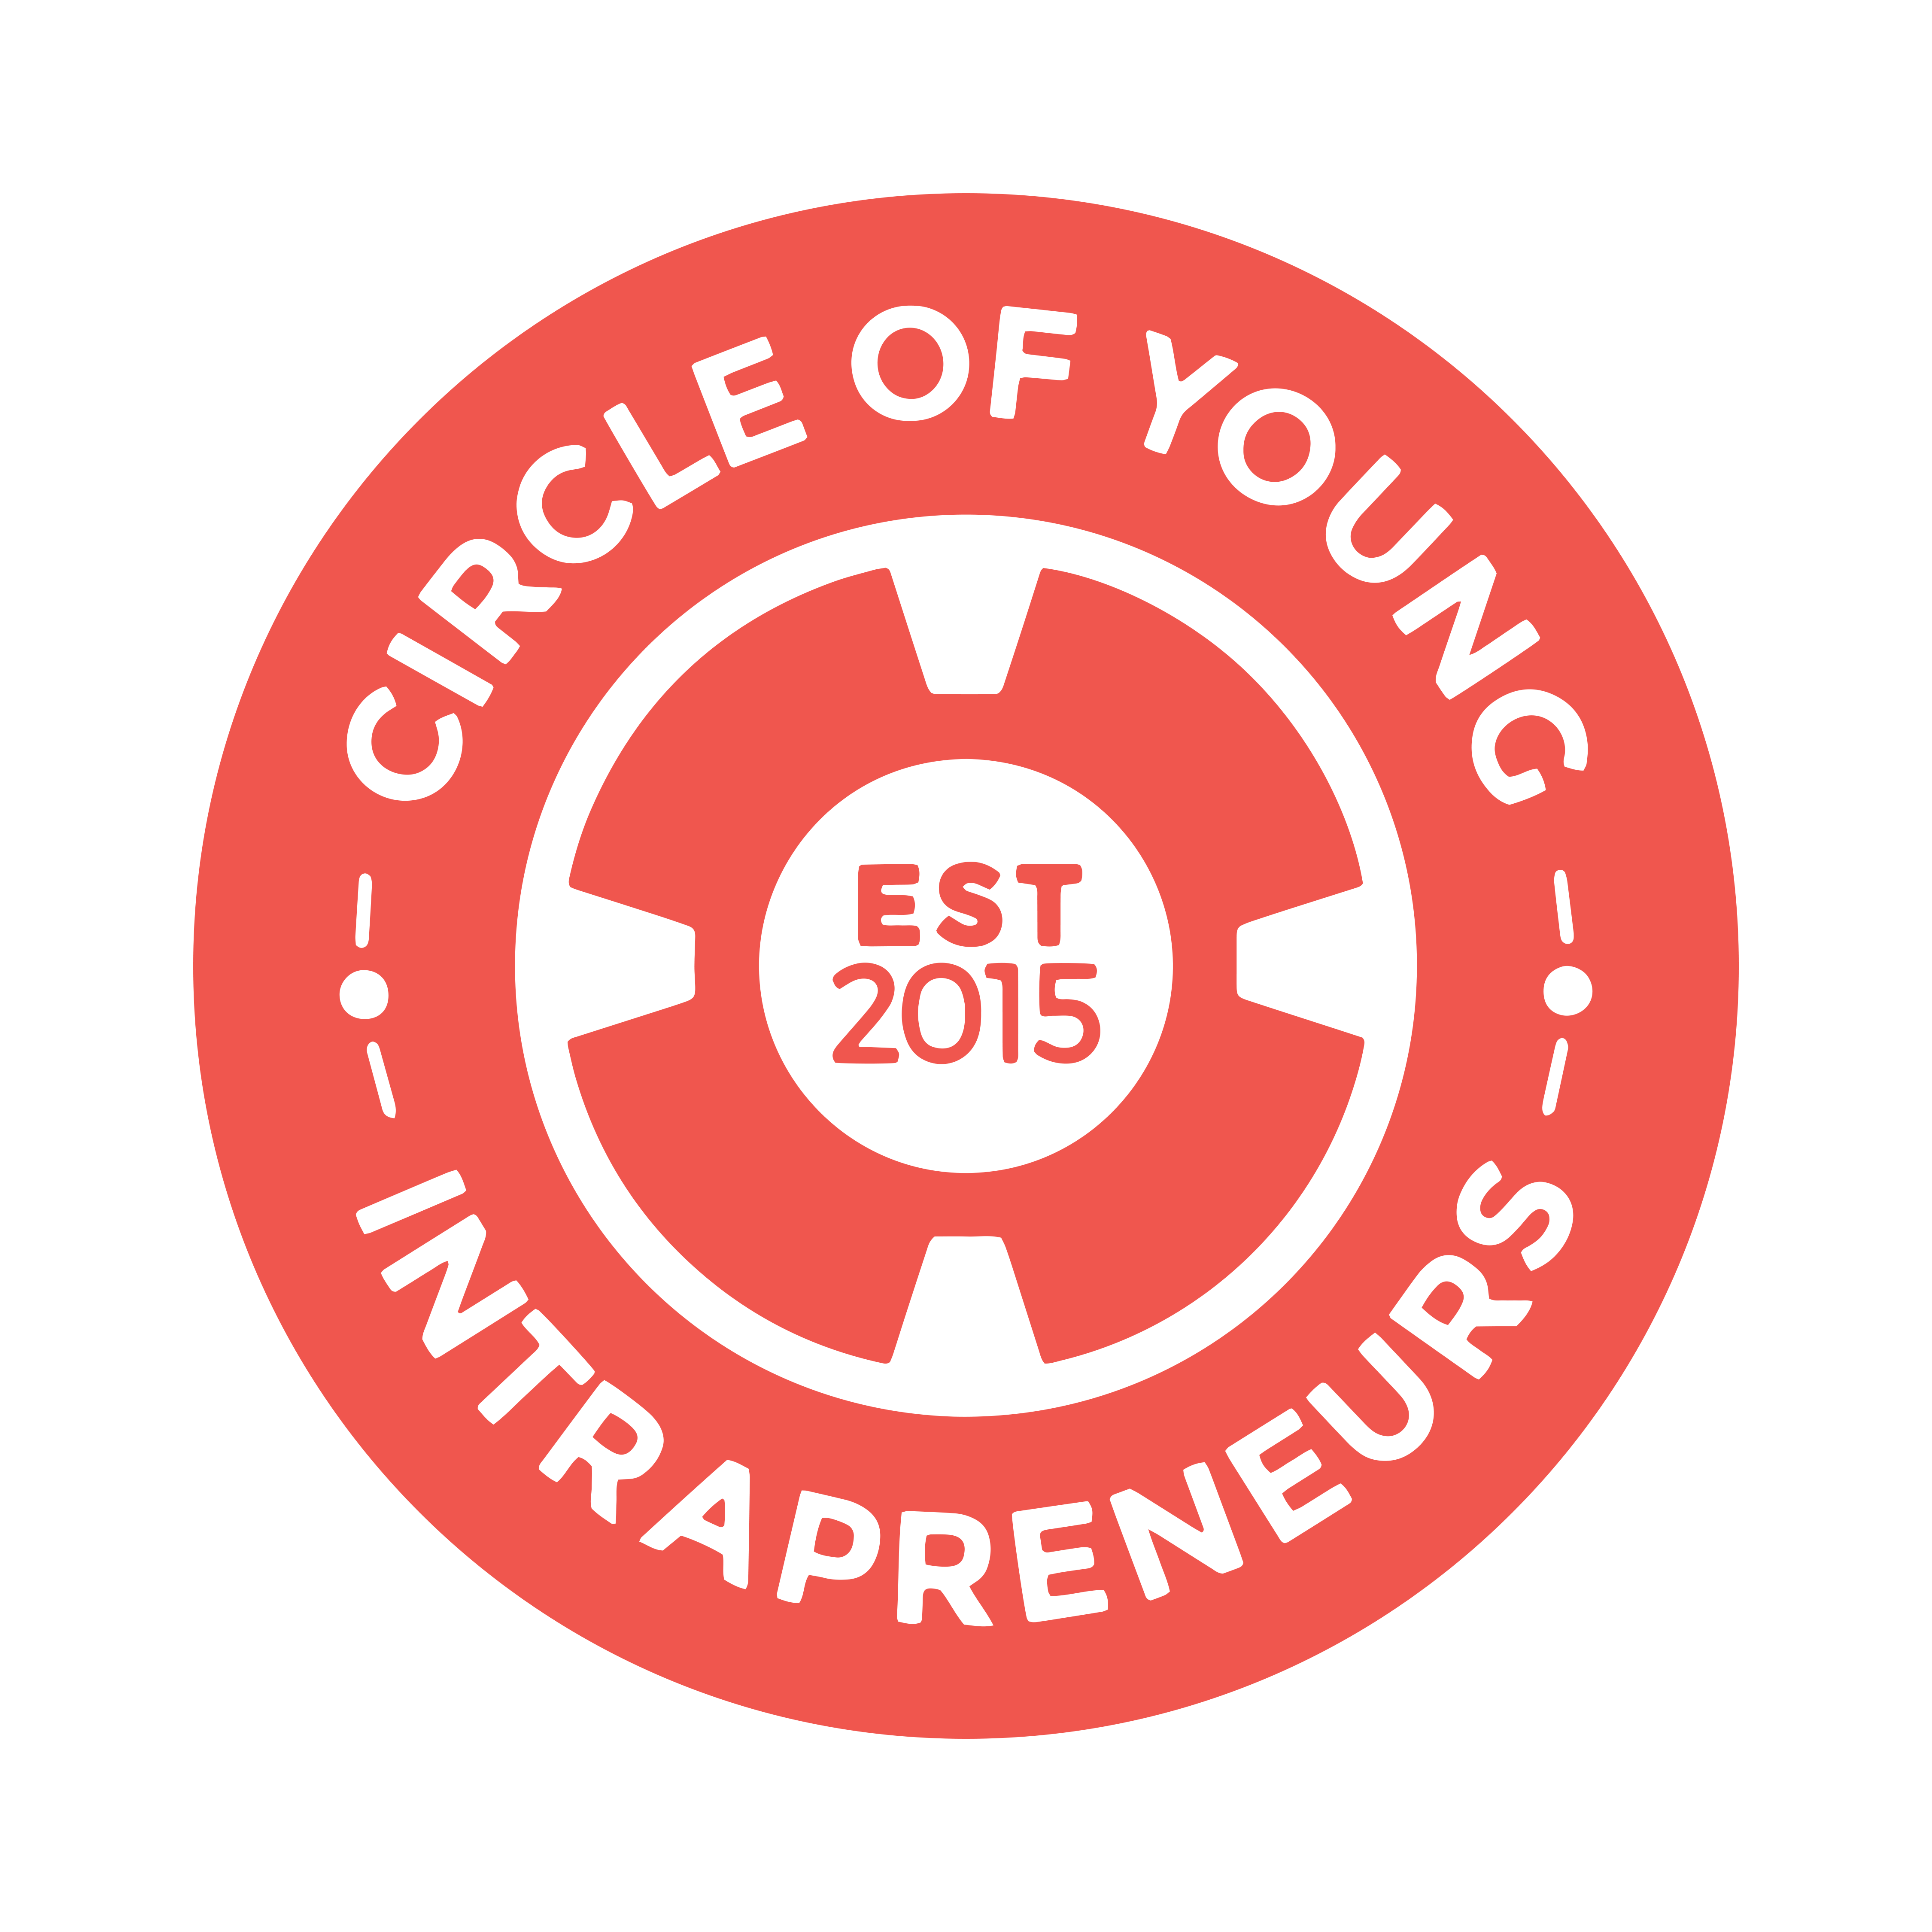 CIRCLE OF YOUNG
EST
2015
INTRAPRENEURS